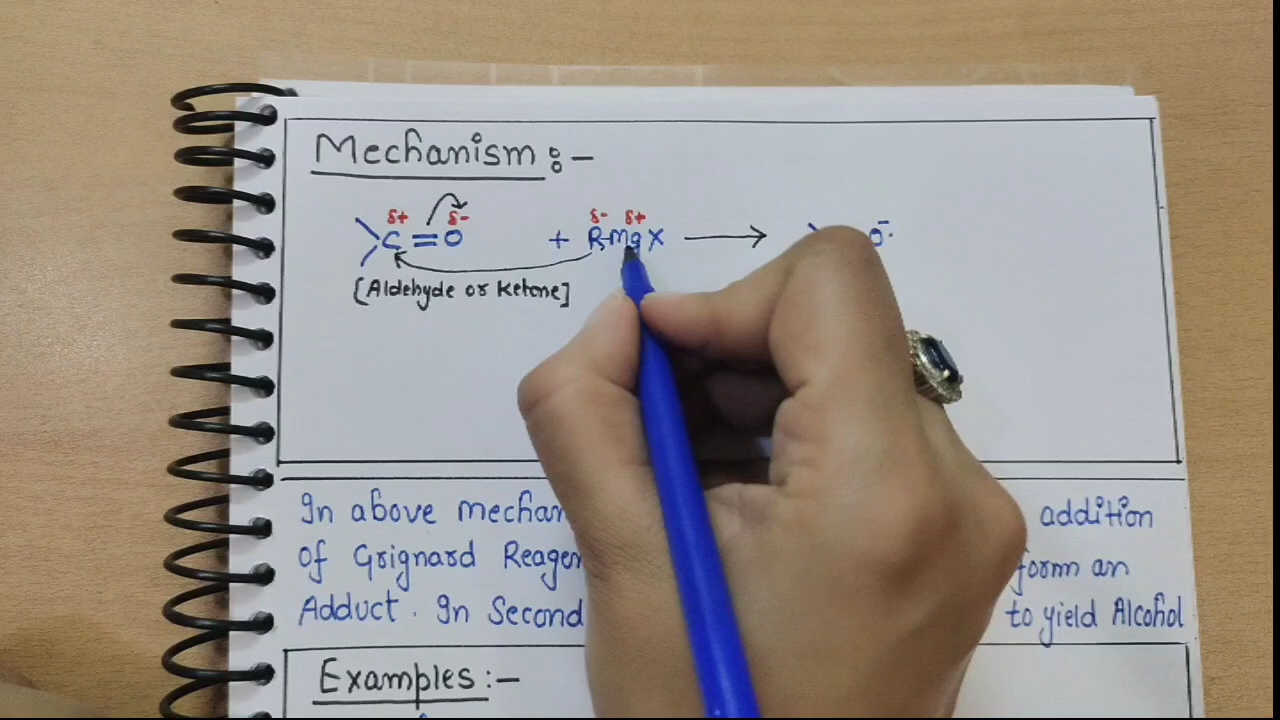 Mechanism :-
δ+ δ- δ- δ+
C = O + R-MgX ⟶ O⁻
[Aldehyde or Ketone]
In above mechan addition
of Grignard Reagen form an
Adduct. In Second to yield Alcohol
Examples :-